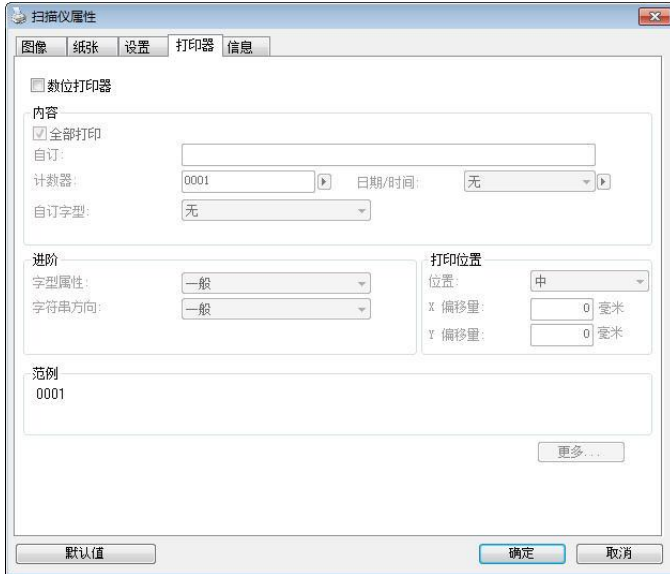 扫描仪属性
图像 纸张 设置 打印器 信息
数位打印器
内容
全部打印
自订:
计数器: 0001 日期/时间: 无
自订字型: 无
进阶
字型属性: 一般
字符串方向: 一般
打印位置
位置: 中
X 偏移量: 0 毫米
Y 偏移量: 0 毫米
范例
0001
更多...
默认值 确定 取消